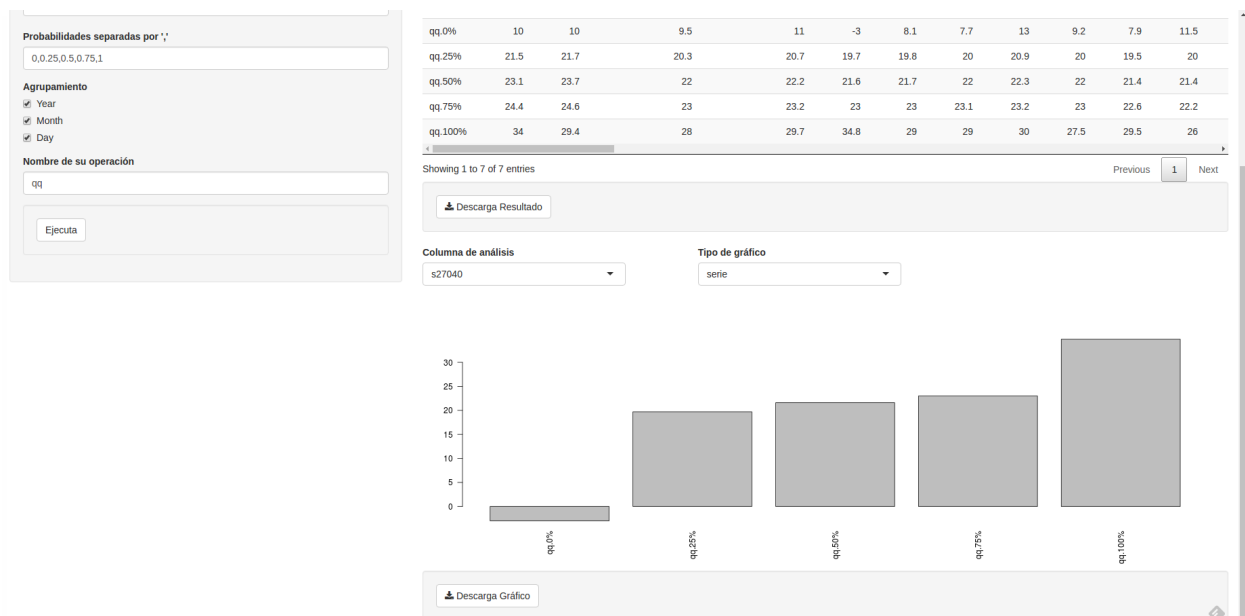 Probabilidades separadas por ','
0,0.25,0.5,0.75,1
Agrupamiento
Year
Month
Day
Nombre de su operación
qq
Ejecuta
qq.0% 10 10 9.5 11 -3 8.1 7.7 13 9.2 7.9 11.5
qq.25% 21.5 21.7 20.3 20.7 19.7 19.8 20 20.9 20 19.5 20
qq.50% 23.1 23.7 22 22.2 21.6 21.7 22 22.3 22 21.4 21.4
qq.75% 24.4 24.6 23 23.2 23 23 23.1 23.2 23 22.6 22.2
qq.100% 34 29.4 28 29.7 34.8 29 29 30 27.5 29.5 26
Showing 1 to 7 of 7 entries
Previous 1 Next
Descarga Resultado
Columna de análisis
s27040
Tipo de gráfico
serie
30
25
20
15
10
5
0
qq.0%
qq.25%
qq.50%
qq.75%
qq.100%
Descarga Gráfico